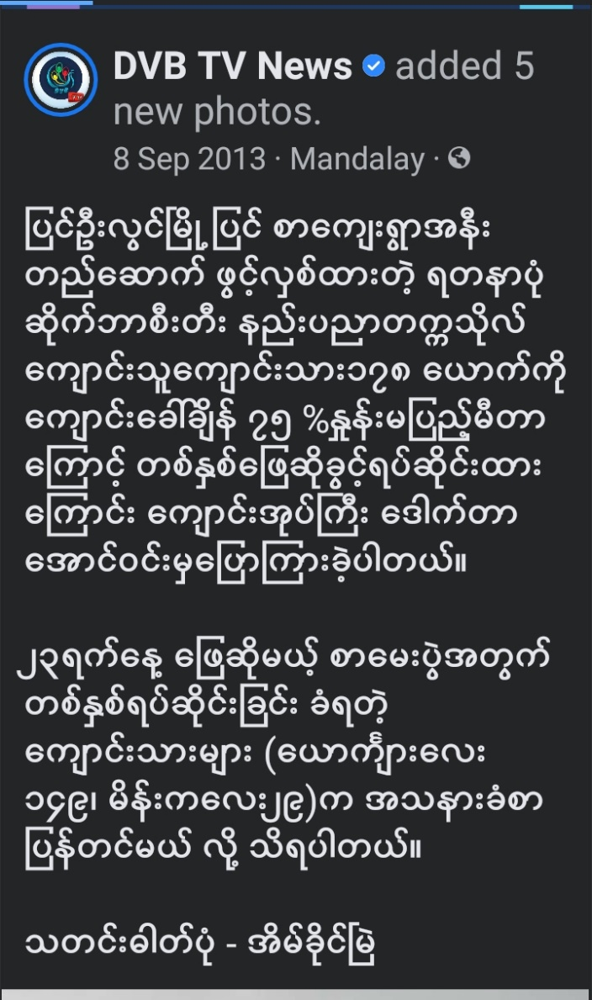 DVB TV News added 5
new photos.
8 Sep 2013 · Mandalay ·
ပြင်ဦးလွင်မြို့ပြင် စာကျေးရွာအနီး
တည်ဆောက် ဖွင့်လှစ်ထားတဲ့ ရတနာပုံ
ဆိုက်ဘာစီးတီး နည်းပညာတက္ကသိုလ်
ကျောင်းသူကျောင်းသား၁၇၈ ယောက်ကို
ကျောင်းခေါ်ချိန် ၇၅ %နှုန်းမပြည့်မီတာ
ကြောင့် တစ်နှစ်ဖြေဆိုခွင့်ရပ်ဆိုင်းထား
ကြောင်း ကျောင်းအုပ်ကြီး ဒေါက်တာ
အောင်ဝင်းမှပြောကြားခဲ့ပါတယ်။
၂၃ရက်နေ့ ဖြေဆိုမယ့် စာမေးပွဲအတွက်
တစ်နှစ်ရပ်ဆိုင်းခြင်း ခံရတဲ့
ကျောင်းသားများ (ယောင်္ကျားလေး
၁၄၉၊ မိန်းကလေး၂၉)က အသနားခံစာ
ပြန်တင်မယ် လို့ သိရပါတယ်။
သတင်းဓါတ်ပုံ - အိမ်ခိုင်မြဲ